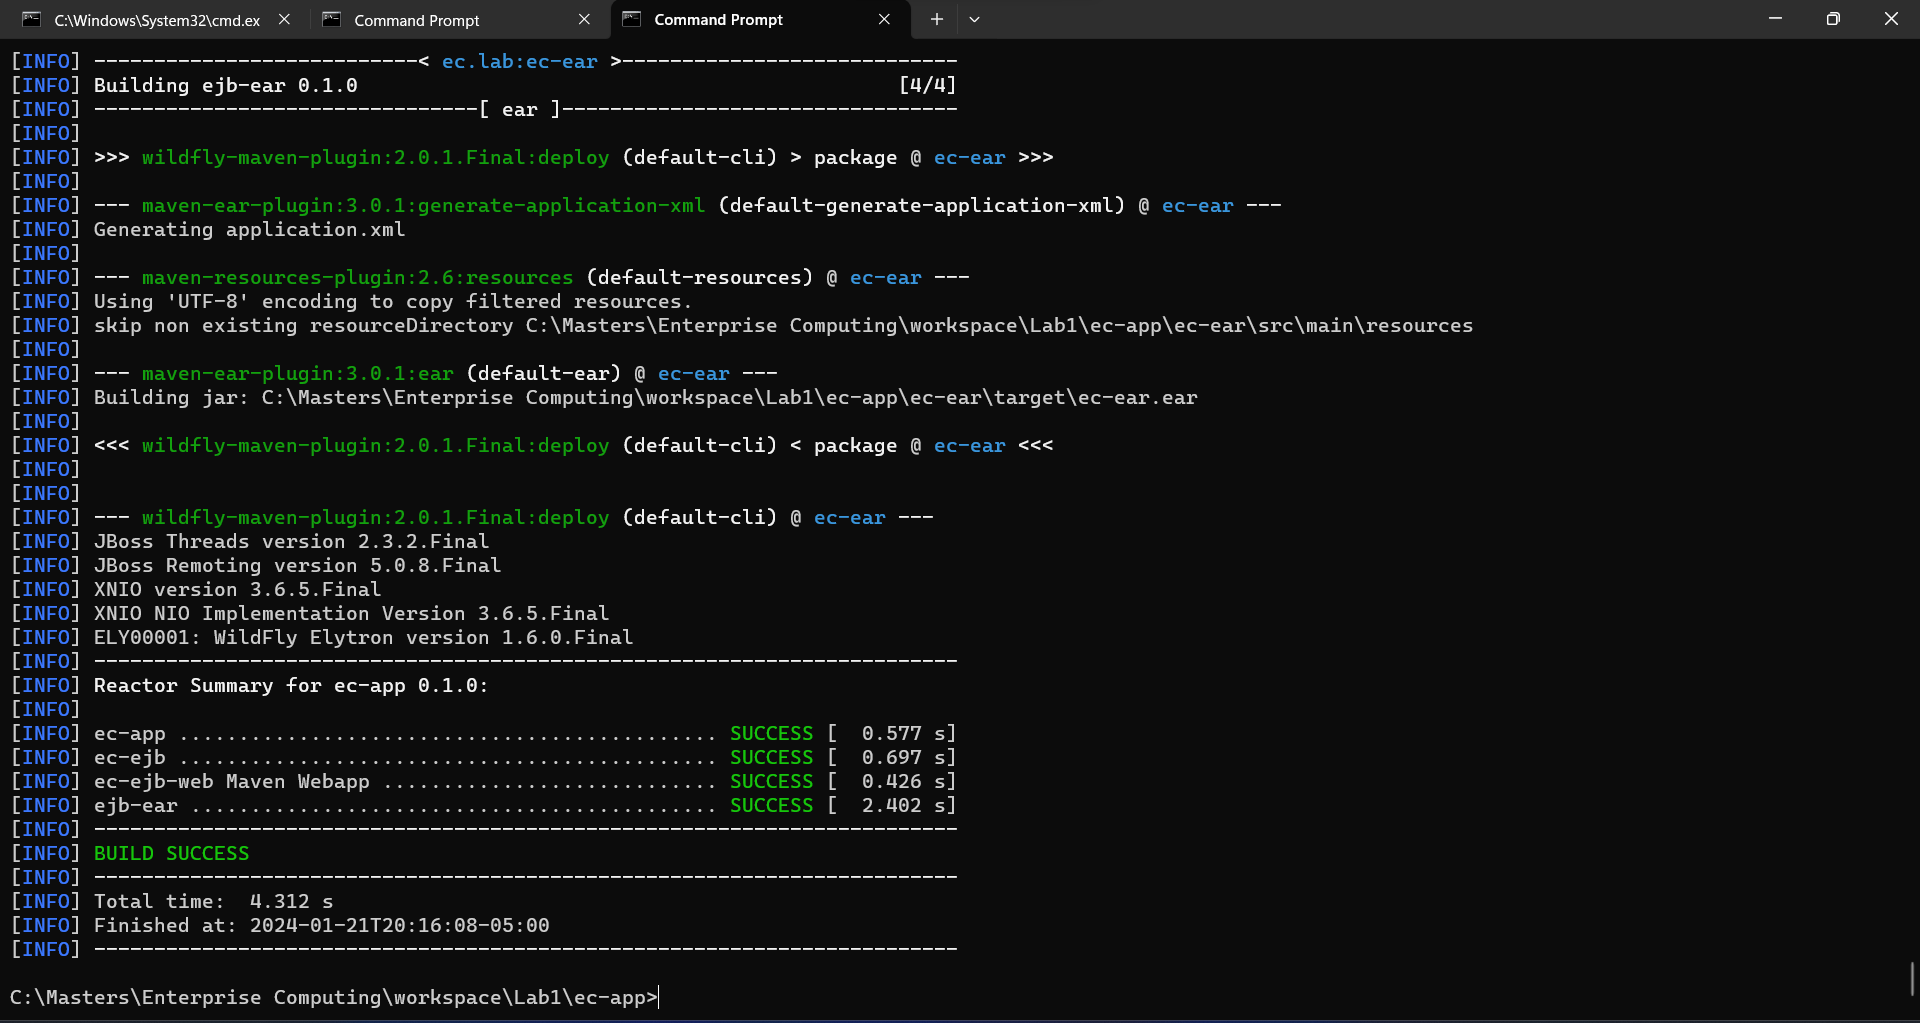 C:\Windows\System32\cmd.ex
Command Prompt
Command Prompt
[INFO] ---------------------------< ec.lab:ec-ear >----------------------------
[INFO] Building ejb-ear 0.1.0                                             [4/4]
[INFO] --------------------------------[ ear ]---------------------------------
[INFO]
[INFO] >>> wildfly-maven-plugin:2.0.1.Final:deploy (default-cli) > package @ ec-ear >>>
[INFO]
[INFO] --- maven-ear-plugin:3.0.1:generate-application-xml (default-generate-application-xml) @ ec-ear ---
[INFO] Generating application.xml
[INFO]
[INFO] --- maven-resources-plugin:2.6:resources (default-resources) @ ec-ear ---
[INFO] Using 'UTF-8' encoding to copy filtered resources.
[INFO] skip non existing resourceDirectory C:\Masters\Enterprise Computing\workspace\Lab1\ec-app\ec-ear\src\main\resources
[INFO]
[INFO] --- maven-ear-plugin:3.0.1:ear (default-ear) @ ec-ear ---
[INFO] Building jar: C:\Masters\Enterprise Computing\workspace\Lab1\ec-app\ec-ear\target\ec-ear.ear
[INFO]
[INFO] <<< wildfly-maven-plugin:2.0.1.Final:deploy (default-cli) < package @ ec-ear <<<
[INFO]
[INFO]
[INFO] --- wildfly-maven-plugin:2.0.1.Final:deploy (default-cli) @ ec-ear ---
[INFO] JBoss Threads version 2.3.2.Final
[INFO] JBoss Remoting version 5.0.8.Final
[INFO] XNIO version 3.6.5.Final
[INFO] XNIO NIO Implementation Version 3.6.5.Final
[INFO] ELY00001: WildFly Elytron version 1.6.0.Final
[INFO] ------------------------------------------------------------------------
[INFO] Reactor Summary for ec-app 0.1.0:
[INFO]
[INFO] ec-app ............................................. SUCCESS [  0.577 s]
[INFO] ec-ejb ............................................. SUCCESS [  0.697 s]
[INFO] ec-ejb-web Maven Webapp ............................ SUCCESS [  0.426 s]
[INFO] ejb-ear ............................................ SUCCESS [  2.402 s]
[INFO] ------------------------------------------------------------------------
[INFO] BUILD SUCCESS
[INFO] ------------------------------------------------------------------------
[INFO] Total time:  4.312 s
[INFO] Finished at: 2024-01-21T20:16:08-05:00
[INFO] ------------------------------------------------------------------------
C:\Masters\Enterprise Computing\workspace\Lab1\ec-app>